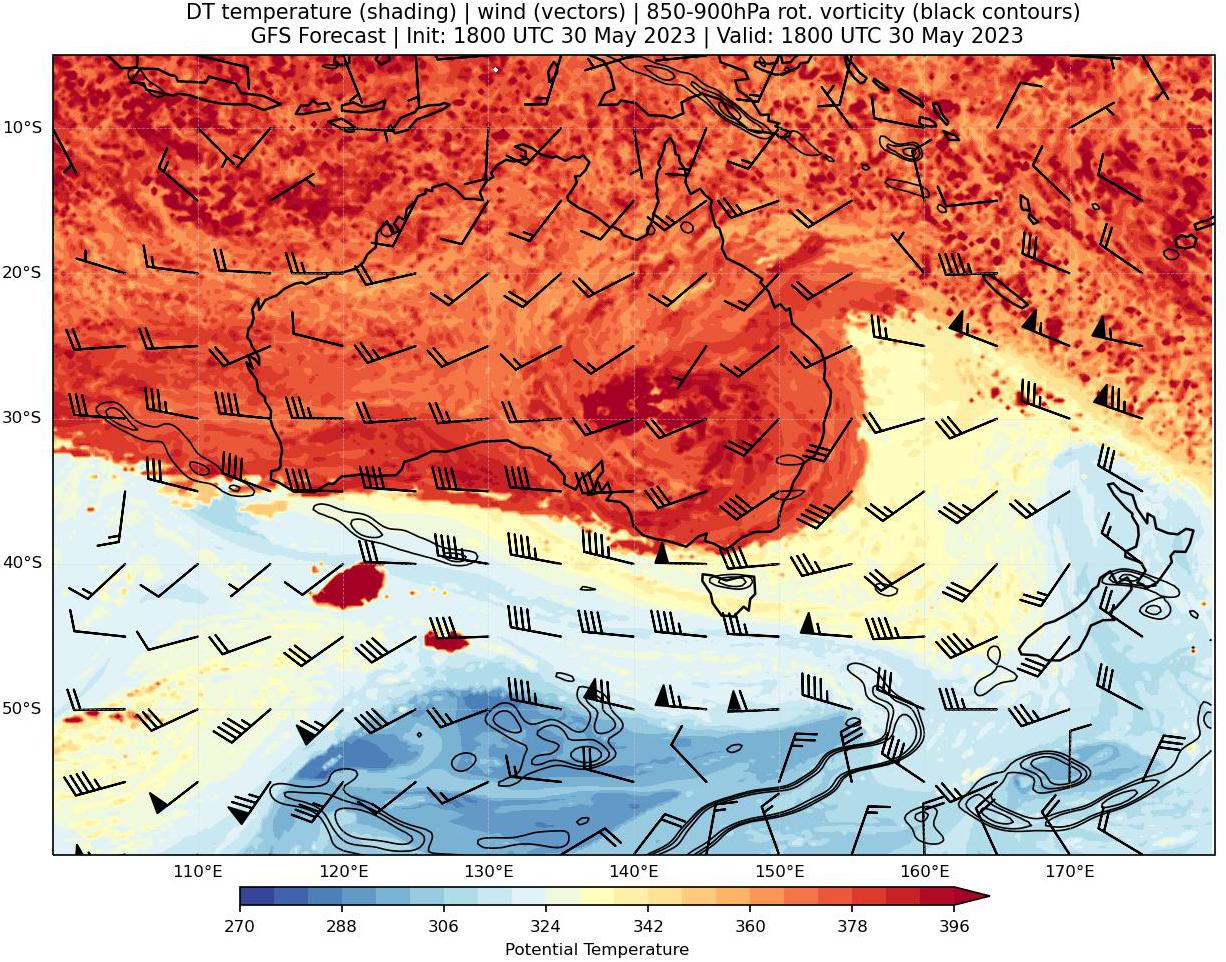 DT temperature (shading) | wind (vectors) | 850-900hPa rot. vorticity (black contours)
GFS Forecast | Init: 1800 UTC 30 May 2023 | Valid: 1800 UTC 30 May 2023
10°S
20°S
30°S
40°S
50°S
110°E 120°E 130°E 140°E 150°E 160°E 170°E
270 288 306 324 342 360 378 396
Potential Temperature